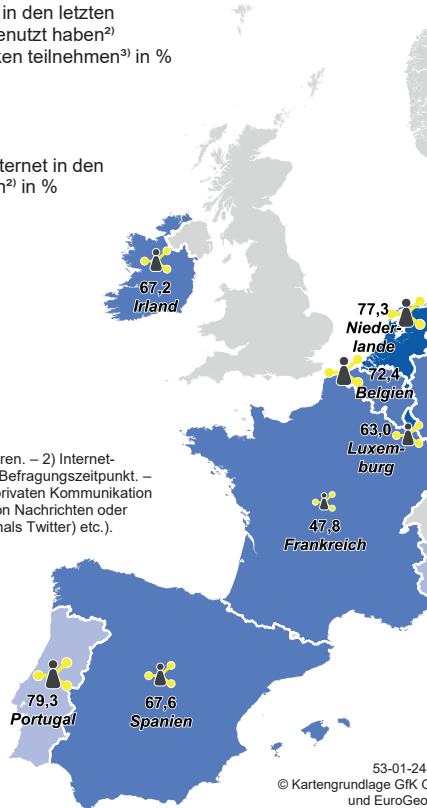 in den letzten
enutzt haben²⁾
ken teilnehmen³⁾ in %
ternet in den
n²⁾ in %
67,2
Irland
77,3
Nieder-
lande
72,4
Belgien
63,0
Luxem-
burg
ren. – 2) Internet-
Befragungszeitpunkt. –
privaten Kommunikation
on Nachrichten oder
mals Twitter) etc.).
47,8
Frankreich
79,3
Portugal
67,6
Spanien
53-01-24-
© Kartengrundlage GfK G
und EuroGeo